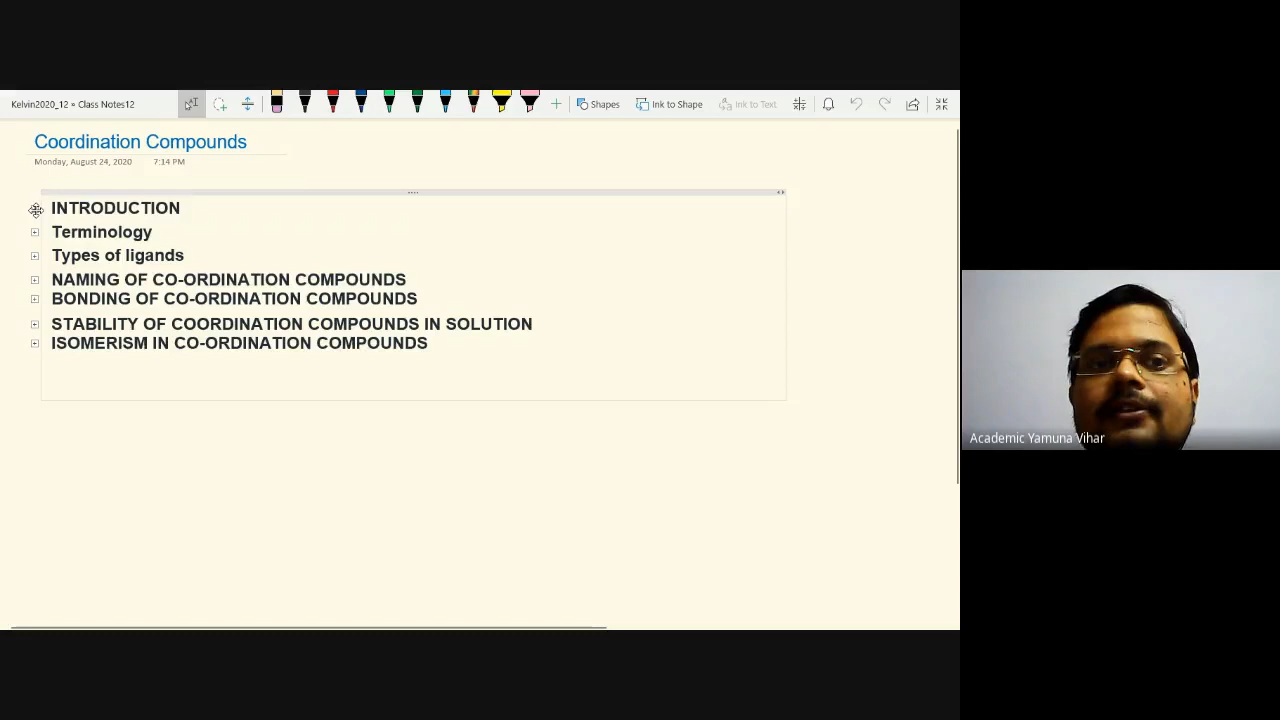 Kelvin2020_12 » Class Notes12
Shapes
Ink to Shape
Ink to Text
Coordination Compounds
Monday, August 24, 2020 7:14 PM
INTRODUCTION
Terminology
Types of ligands
NAMING OF CO-ORDINATION COMPOUNDS
BONDING OF CO-ORDINATION COMPOUNDS
STABILITY OF COORDINATION COMPOUNDS IN SOLUTION
ISOMERISM IN CO-ORDINATION COMPOUNDS
Academic Yamuna Vihar